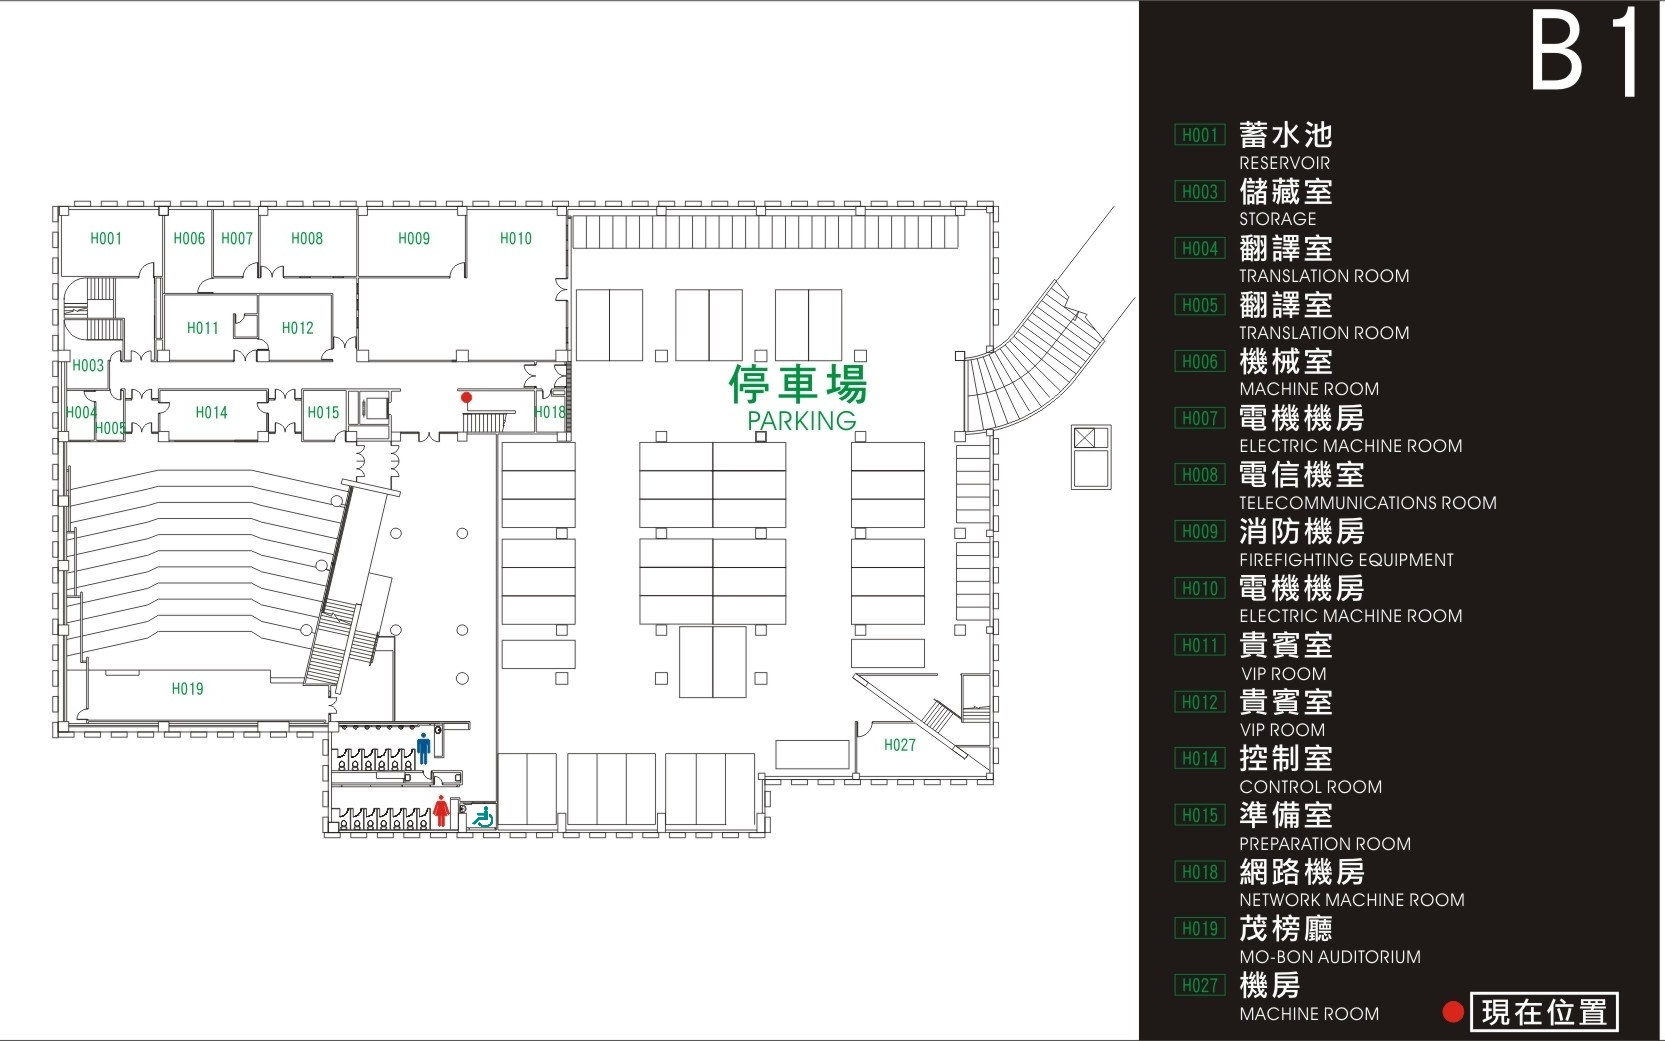 B1
H001 蓄水池
RESERVOIR
H003 儲藏室
STORAGE
H004 翻譯室
TRANSLATION ROOM
H005 翻譯室
TRANSLATION ROOM
H006 機械室
MACHINE ROOM
H007 電機機房
ELECTRIC MACHINE ROOM
H008 電信機室
TELECOMMUNICATIONS ROOM
H009 消防機房
FIREFIGHTING EQUIPMENT
H010 電機機房
ELECTRIC MACHINE ROOM
H011 貴賓室
VIP ROOM
H012 貴賓室
VIP ROOM
H014 控制室
CONTROL ROOM
H015 準備室
PREPARATION ROOM
H018 網路機房
NETWORK MACHINE ROOM
H019 茂榜廳
MO-BON AUDITORIUM
H027 機房
MACHINE ROOM
現在位置
H001 H006 H007 H008 H009 H010
H011 H012
H003
停車場
PARKING
H004 H014 H015 H018
H005
H019
H027